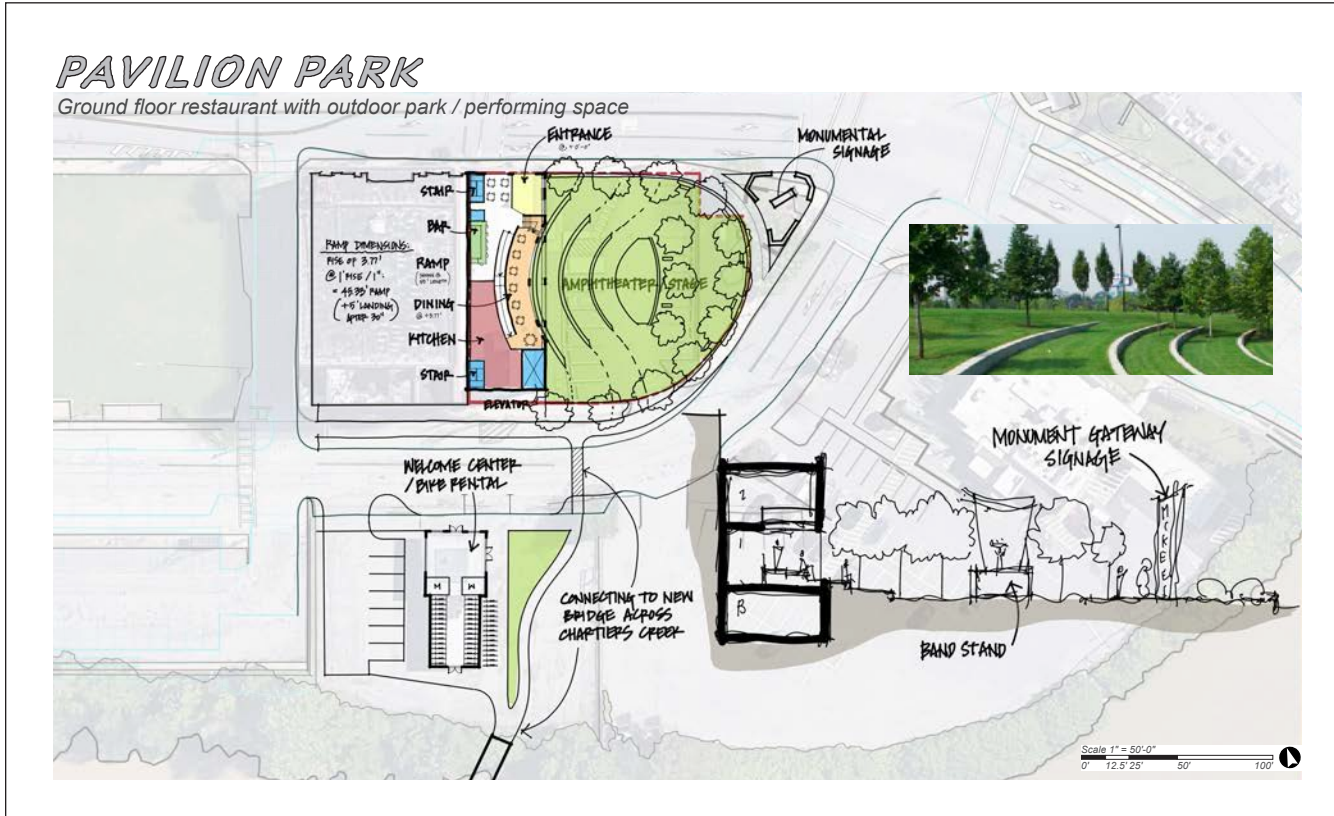 PAVILION PARK
Ground floor restaurant with outdoor park / performing space
ENTRANCE
MONUMENTAL
SIGNAGE
STAIR
BAR
RAMP
DINING
KITCHEN
STAIR
ELEVATOR
RAMP DIMENSIONS:
RISE OF 3.77'
@ 1' RISE / 1":
= 45.33' RAMP
+5' LANDING
AFTER 30"
AMPHITHEATER / STAGE
WELCOME CENTER
/ BIKE RENTAL
M
W
CONNECTING TO NEW
BRIDGE ACROSS
CHARTIERS CREEK
MONUMENT GATEWAY
SIGNAGE
2
1
B
MCKEES
BAND STAND
Scale 1" = 50'-0"
0' 12.5' 25' 50' 100'